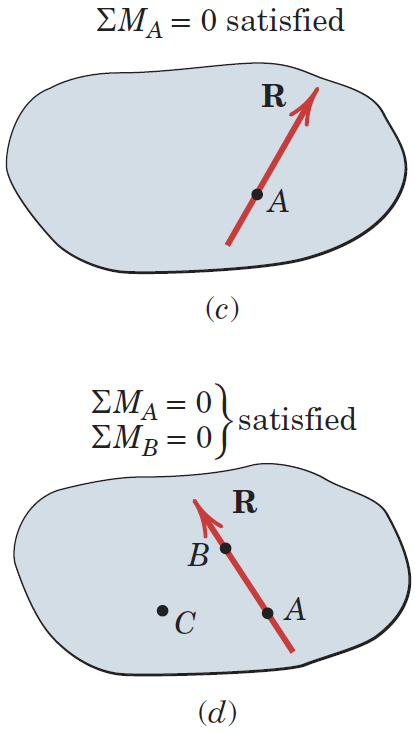 ΣM_A = 0 satisfied
R
A
(c)
ΣM_A = 0
ΣM_B = 0
} satisfied
R
B
A
C
(d)